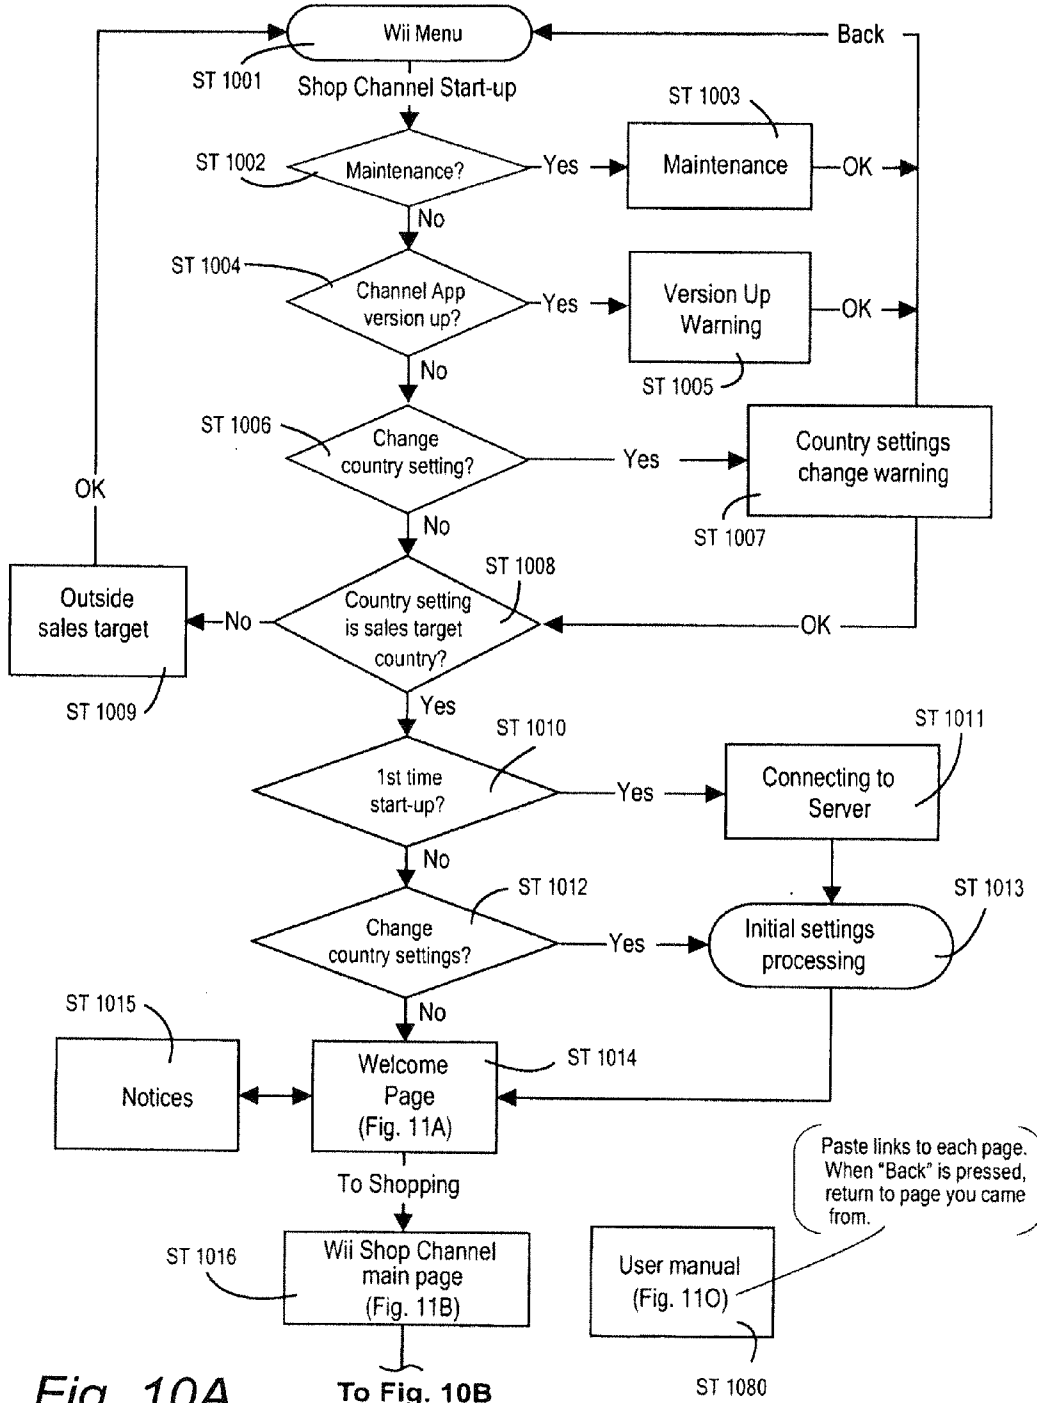 Wii Menu
Back
ST 1001
Shop Channel Start-up
ST 1003
ST 1002
Maintenance?
Yes
Maintenance
OK
No
ST 1004
Channel App
version up?
Yes
Version Up
Warning
OK
ST 1005
No
ST 1006
Change
country setting?
Yes
Country settings
change warning
ST 1007
OK
No
ST 1008
Outside
sales target
No
Country setting
is sales target
country?
OK
ST 1009
Yes
ST 1010
ST 1011
1st time
start-up?
Yes
Connecting to
Server
No
ST 1012
ST 1013
Change
country settings?
Yes
Initial settings
processing
No
ST 1015
ST 1014
Notices
Welcome
Page
(Fig. 11A)
To Shopping
Paste links to each page.
When “Back” is pressed,
return to page you came
from.
ST 1016
Wii Shop Channel
main page
(Fig. 11B)
User manual
(Fig. 11O)
ST 1080
Fig. 10A
To Fig. 10B